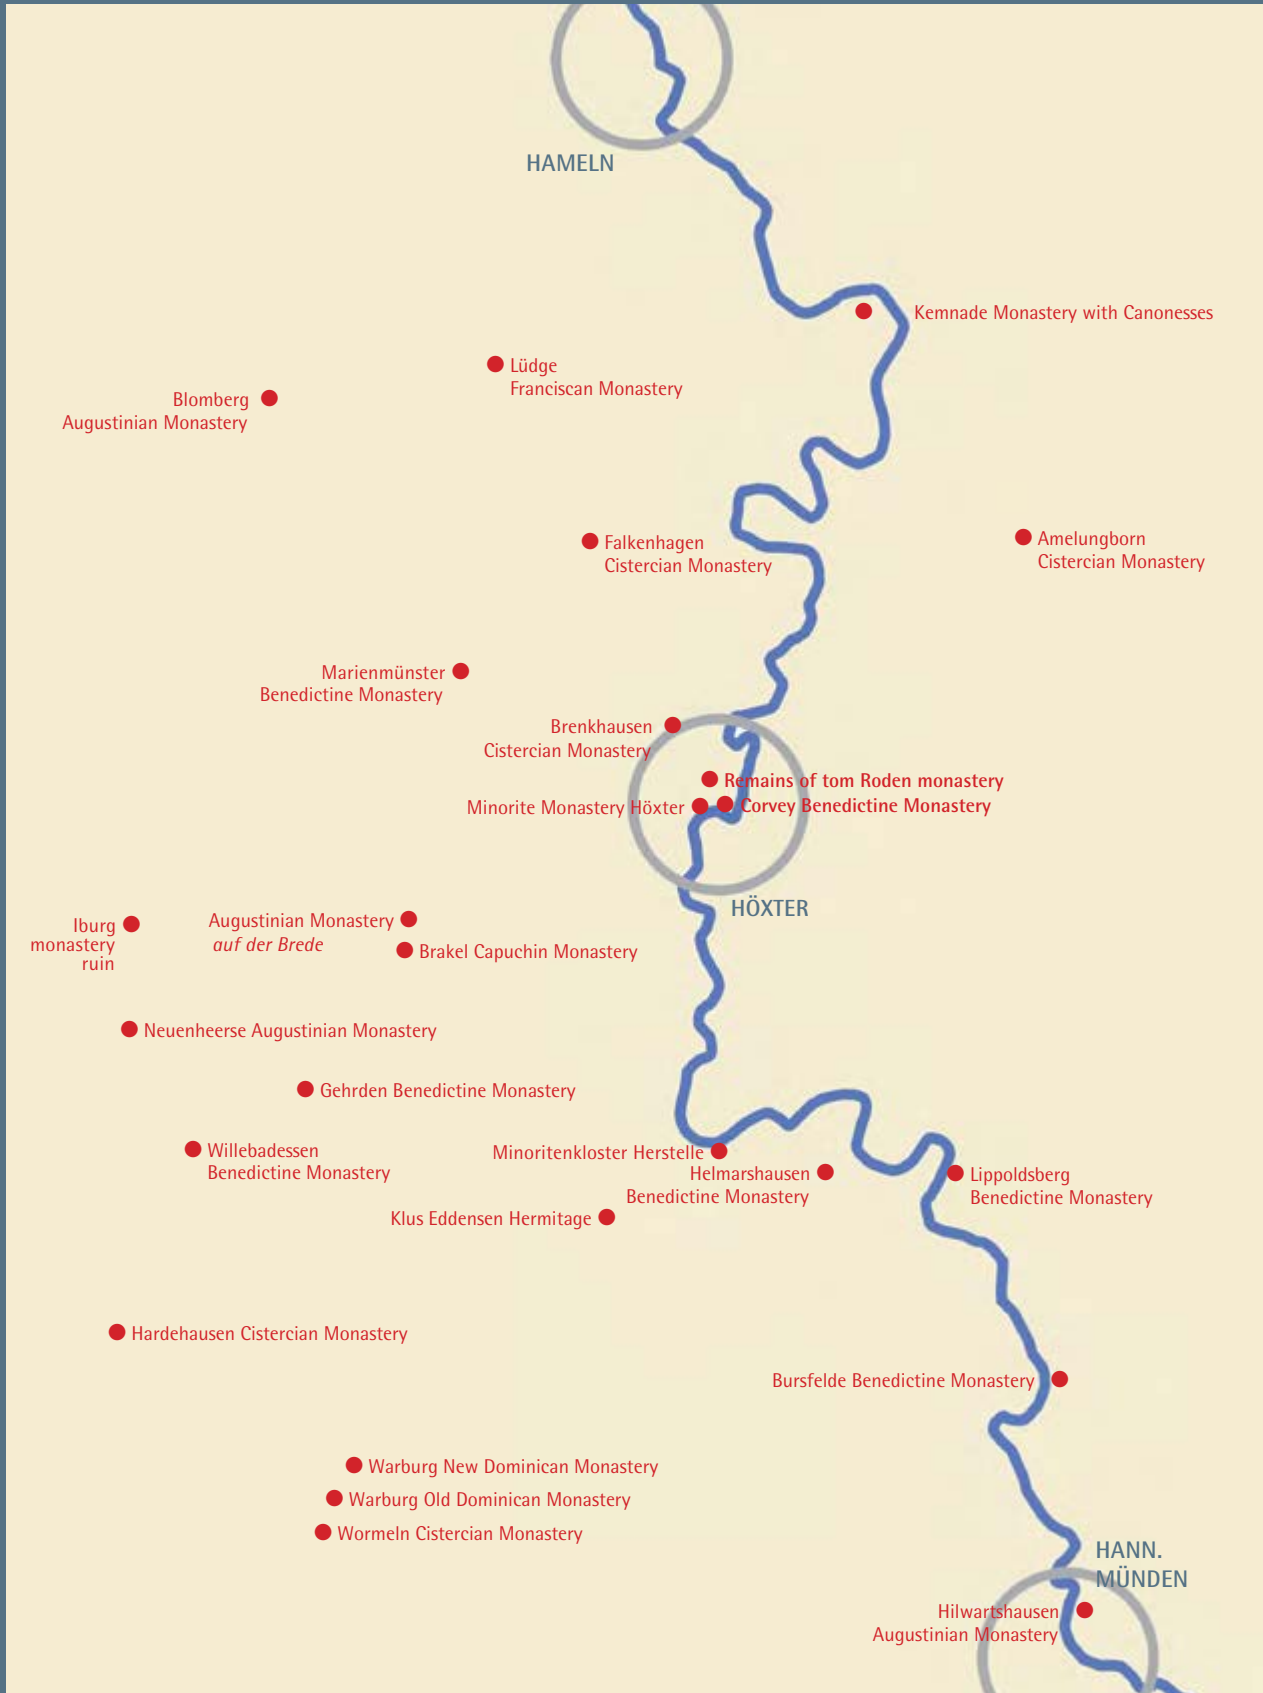 HAMELN
Kemnade Monastery with Canonesses
Lüdge
Franciscan Monastery
Blomberg
Augustinian Monastery
Falkenhagen
Cistercian Monastery
Amelungborn
Cistercian Monastery
Marienmünster
Benedictine Monastery
Brenkhausen
Cistercian Monastery
Remains of tom Roden monastery
Minorite Monastery Höxter
Corvey Benedictine Monastery
HÖXTER
Iburg
monastery
ruin
Augustinian Monastery
auf der Brede
Brakel Capuchin Monastery
Neuenheerse Augustinian Monastery
Gehrden Benedictine Monastery
Willebadessen
Benedictine Monastery
Minoritenkloster Herstelle
Helmarshausen
Benedictine Monastery
Lippoldsberg
Benedictine Monastery
Klus Eddensen Hermitage
Hardehausen Cistercian Monastery
Bursfelde Benedictine Monastery
Warburg New Dominican Monastery
Warburg Old Dominican Monastery
Wormeln Cistercian Monastery
HANN.
MÜNDEN
Hilwartshausen
Augustinian Monastery